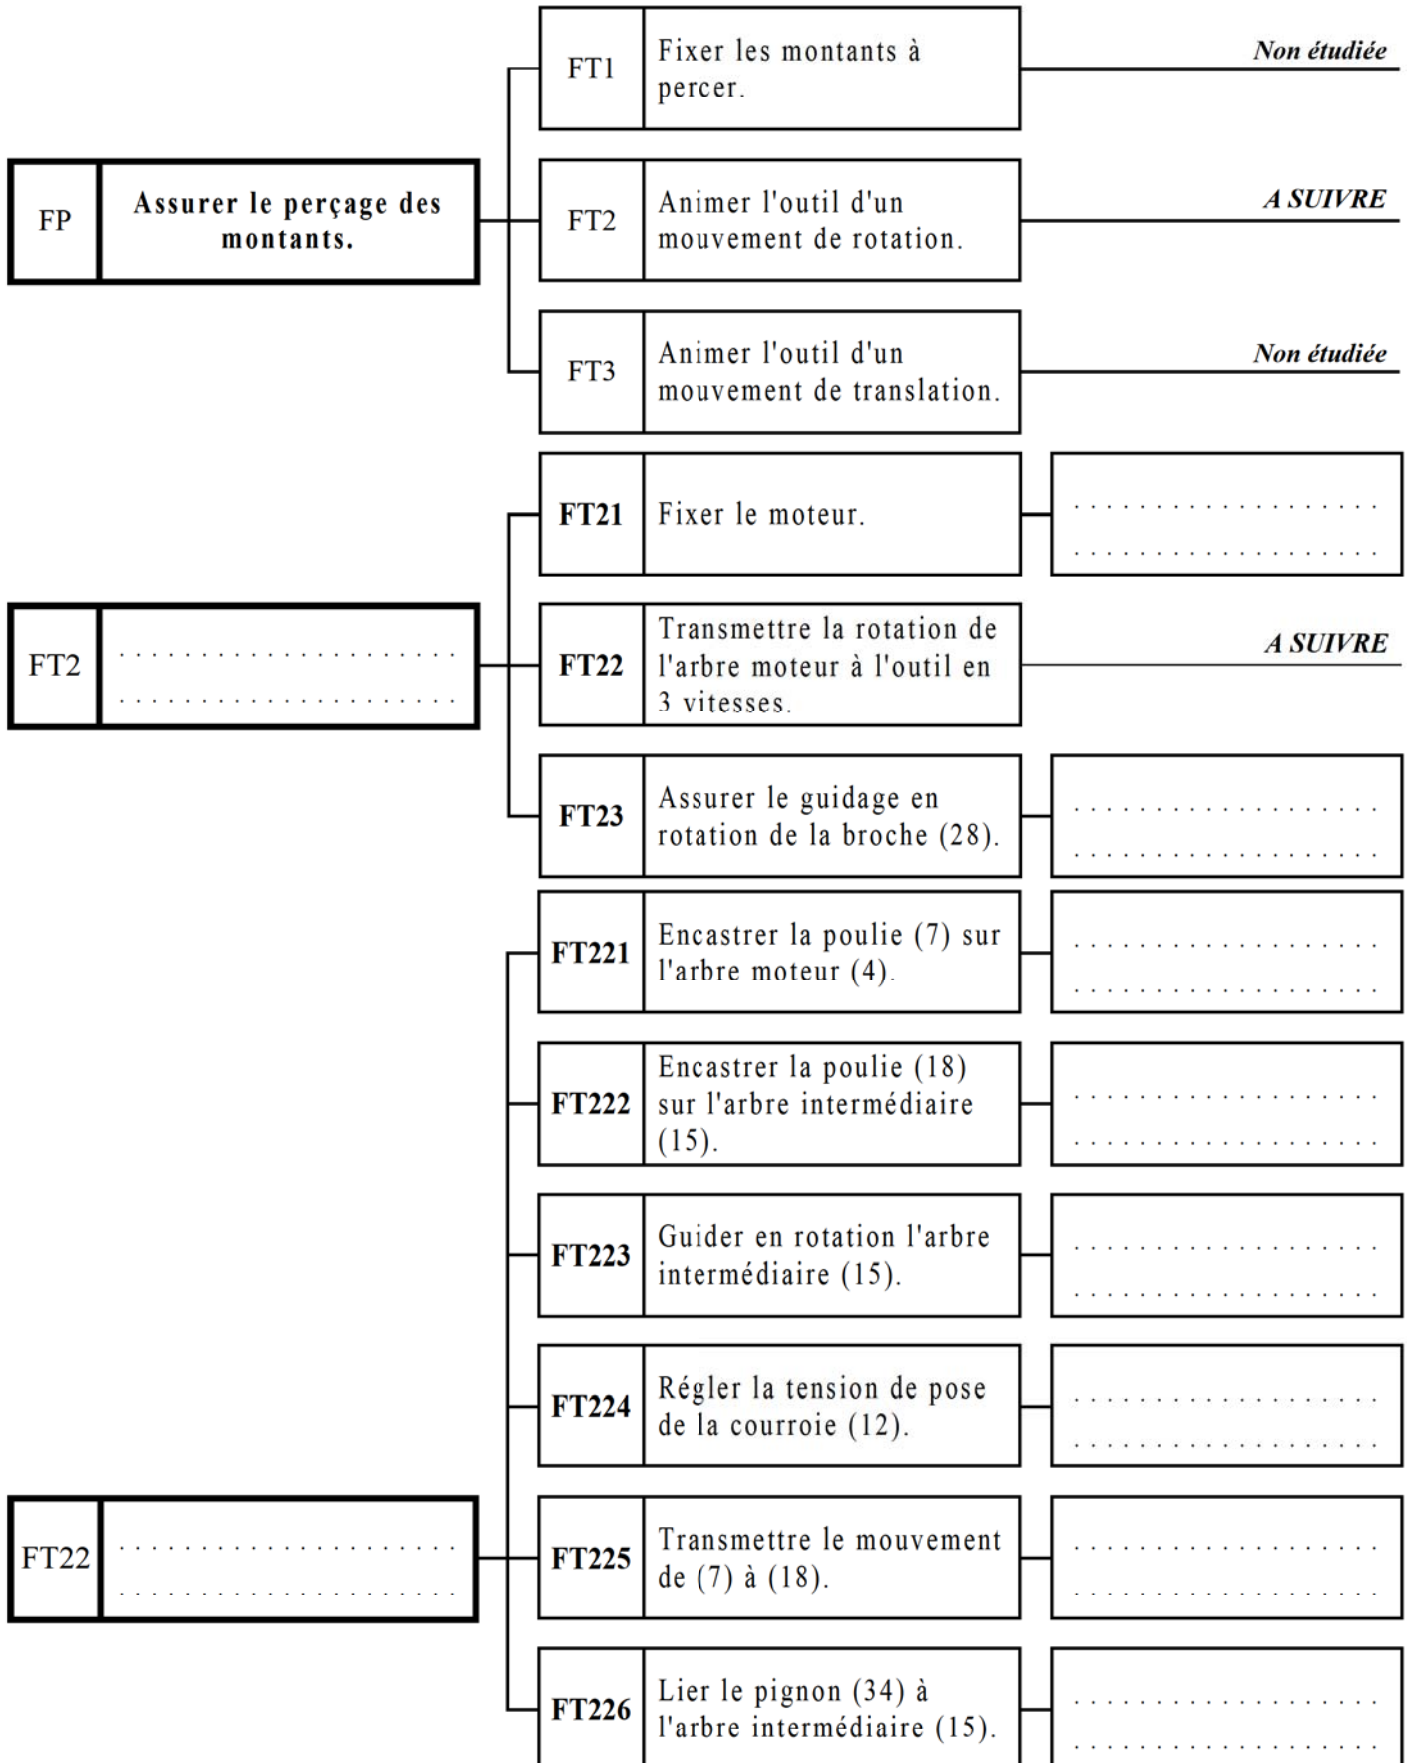 FT1
Fixer les montants à
percer.
Non étudiée
FP
Assurer le perçage des
montants.
FT2
Animer l'outil d'un
mouvement de rotation.
A SUIVRE
FT3
Animer l'outil d'un
mouvement de translation.
Non étudiée
FT21
Fixer le moteur.
. . . . . . . . . . . . . . . . . . .
. . . . . . . . . . . . . . . . . . .
FT2
. . . . . . . . . . . . . . . . . . . . .
. . . . . . . . . . . . . . . . . . . . .
FT22
Transmettre la rotation de
l'arbre moteur à l'outil en
3 vitesses.
A SUIVRE
FT23
Assurer le guidage en
rotation de la broche (28).
. . . . . . . . . . . . . . . . . . .
. . . . . . . . . . . . . . . . . . .
FT221
Encastrer la poulie (7) sur
l'arbre moteur (4).
. . . . . . . . . . . . . . . . . . .
. . . . . . . . . . . . . . . . . . .
FT222
Encastrer la poulie (18)
sur l'arbre intermédiaire
(15).
. . . . . . . . . . . . . . . . . . .
. . . . . . . . . . . . . . . . . . .
FT223
Guider en rotation l'arbre
intermédiaire (15).
. . . . . . . . . . . . . . . . . . .
. . . . . . . . . . . . . . . . . . .
FT224
Régler la tension de pose
de la courroie (12).
. . . . . . . . . . . . . . . . . . .
. . . . . . . . . . . . . . . . . . .
FT22
. . . . . . . . . . . . . . . . . . . . .
. . . . . . . . . . . . . . . . . . . . .
FT225
Transmettre le mouvement
de (7) à (18).
. . . . . . . . . . . . . . . . . . .
. . . . . . . . . . . . . . . . . . .
FT226
Lier le pignon (34) à
l'arbre intermédiaire (15).
. . . . . . . . . . . . . . . . . . .
. . . . . . . . . . . . . . . . . . .